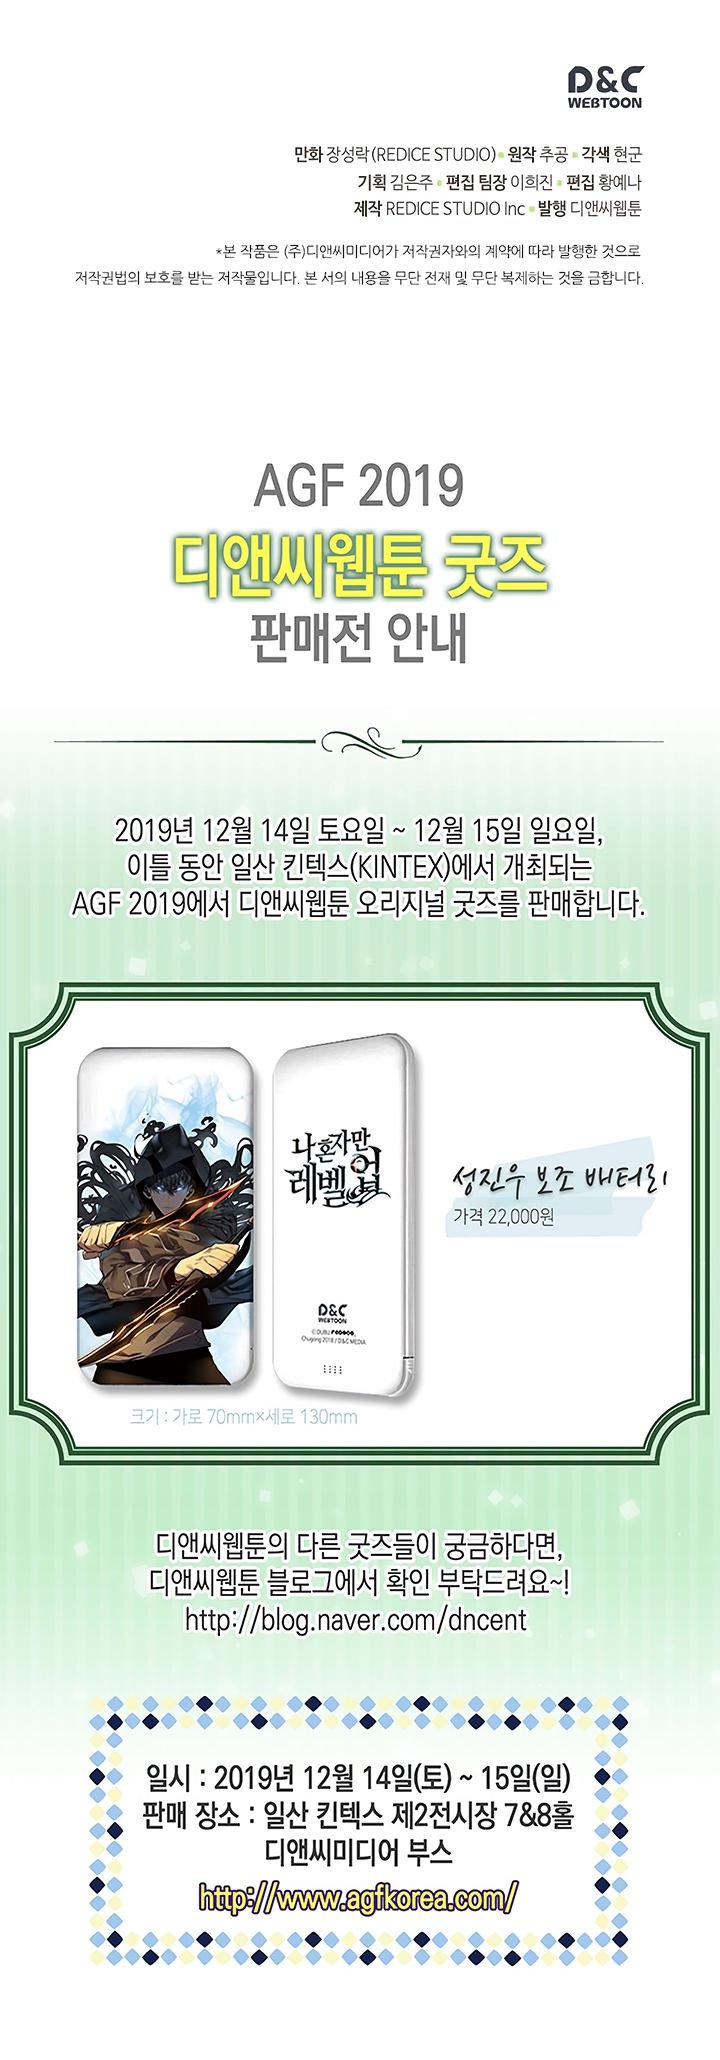 D&C
WEBTOON
만화 장성락(REDICE STUDIO) • 원작 추공 • 각색 현군
기획 김은주 • 편집 팀장 이희진 • 편집 황예나
제작 REDICE STUDIO Inc • 발행 디앤씨웹툰
*본 작품은 (주)디앤씨미디어가 저작권자와의 계약에 따라 발행한 것으로
저작권법의 보호를 받는 저작물입니다. 본 서의 내용을 무단 전재 및 무단 복제하는 것을 금합니다.
AGF 2019
디앤씨웹툰 굿즈
판매전 안내
2019년 12월 14일 토요일 ~ 12월 15일 일요일,
이틀 동안 일산 킨텍스(KINTEX)에서 개최되는
AGF 2019에서 디앤씨웹툰 오리지널 굿즈를 판매합니다.
나 혼자만
레벨업
D&C
WEBTOON
Chugong 2018 / D&C MEDIA
성진우 보조 배터리
가격 22,000원
크기 : 가로 70mm×세로 130mm
디앤씨웹툰의 다른 굿즈들이 궁금하다면,
디앤씨웹툰 블로그에서 확인 부탁드려요~!
http://blog.naver.com/dncent
일시 : 2019년 12월 14일(토) ~ 15일(일)
판매 장소 : 일산 킨텍스 제2전시장 7&8홀
디앤씨미디어 부스
http://www.agfkorea.com/